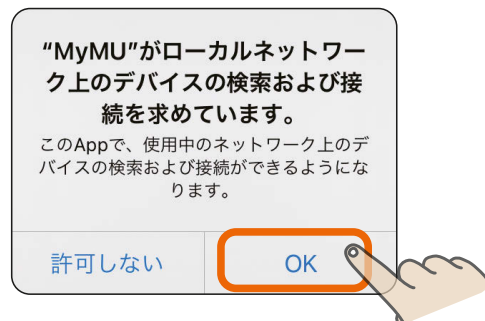 “MyMU”がローカルネットワー
ク上のデバイスの検索および接
続を求めています。
このAppで、使用中のネットワーク上のデ
バイスの検索および接続ができるようにな
ります。
許可しない
OK